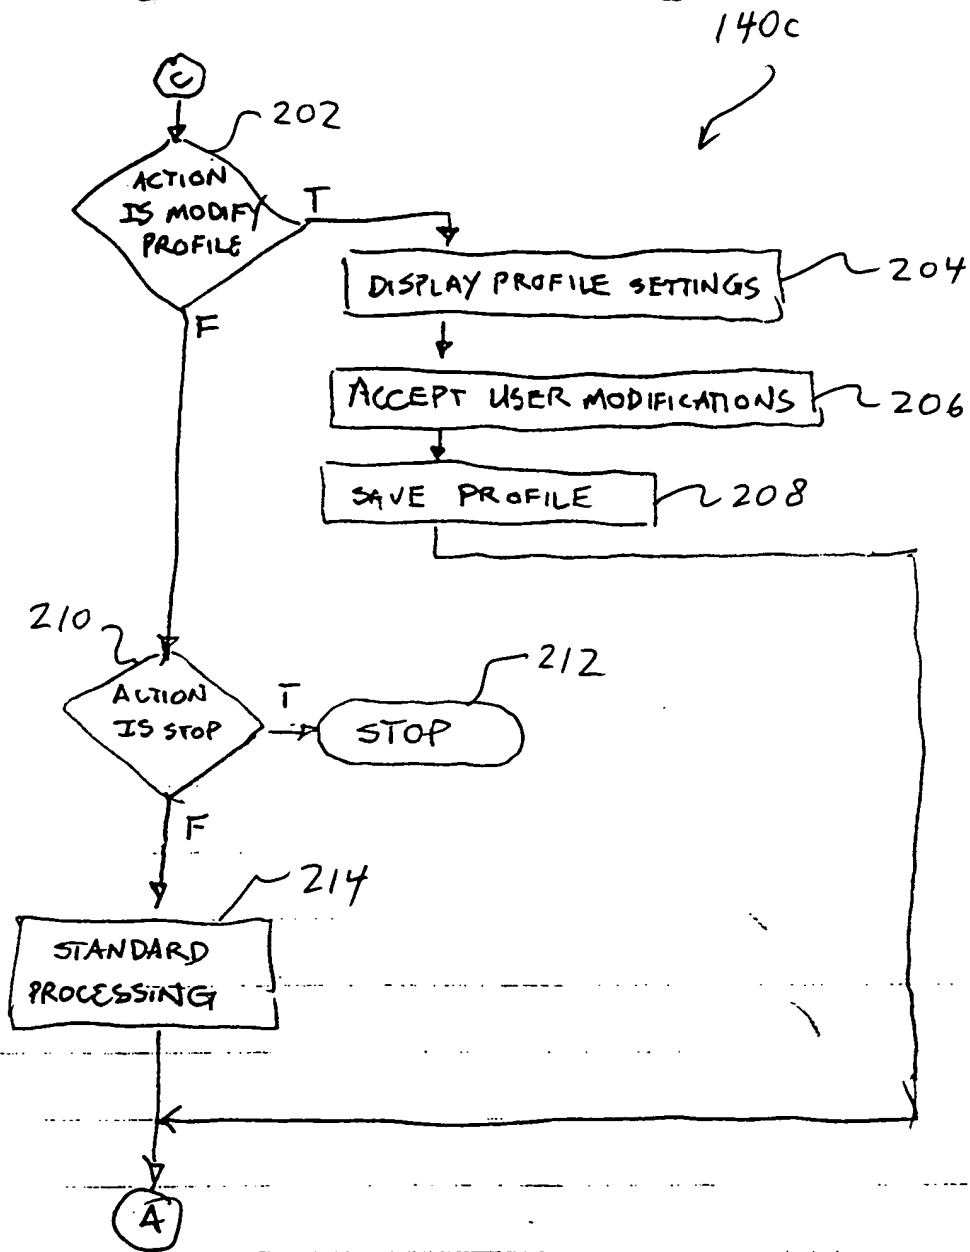 140c
C
202
ACTION
IS MODIFY
PROFILE
T
DISPLAY PROFILE SETTINGS
204
F
ACCEPT USER MODIFICATIONS
206
SAVE PROFILE
208
210
212
ACTION
IS STOP
T
STOP
F
214
STANDARD
PROCESSING
A